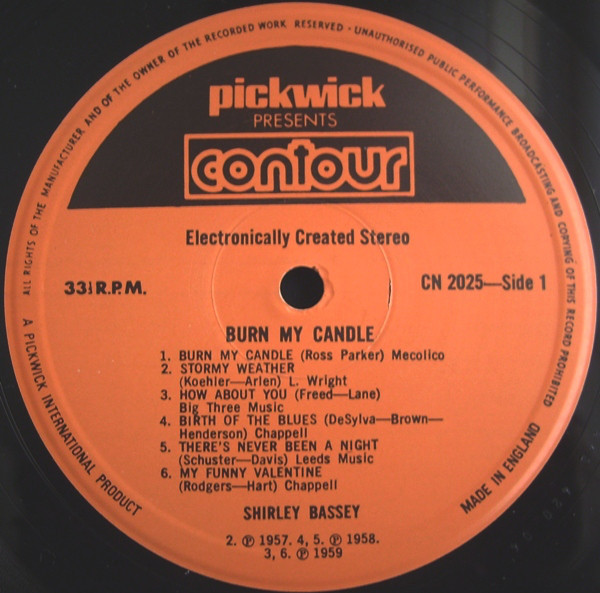 ALL RIGHTS OF THE MANUFACTURER AND OF THE OWNER OF THE RECORDED WORK RESERVED - UNAUTHORISED PUBLIC PERFORMANCE BROADCASTING AND COPYING OF THIS RECORD PROHIBITED
pickwick
PRESENTS
contour
Electronically Created Stereo
33⅓ R.P.M.
CN 2025—Side 1
BURN MY CANDLE
1. BURN MY CANDLE (Ross Parker) Mecolico
2. STORMY WEATHER
(Koehler—Arlen) L. Wright
3. HOW ABOUT YOU (Freed—Lane)
Big Three Music
4. BIRTH OF THE BLUES (DeSylva—Brown—
Henderson) Chappell
5. THERE'S NEVER BEEN A NIGHT
(Schuster—Davis) Leeds Music
6. MY FUNNY VALENTINE
(Rodgers—Hart) Chappell
SHIRLEY BASSEY
2. ℗ 1957. 4, 5. ℗ 1958.
3, 6. ℗ 1959
A PICKWICK INTERNATIONAL PRODUCT
MADE IN ENGLAND